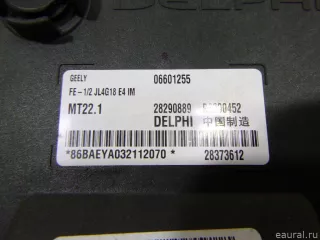 DELPHI
GEELY 06601255
FE - 1/2 JL4G18 E4 IM
MT22.1 28290889
DELPHI 中国制造
*86BAEYA032112070* 28373612
© eaural.ru